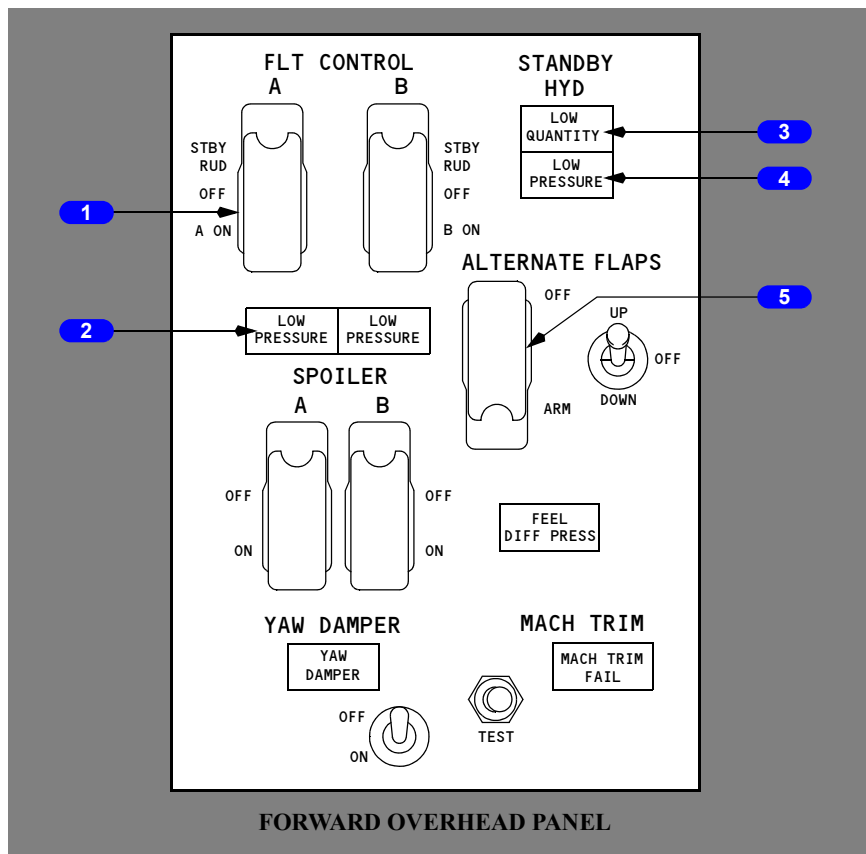 FLT CONTROL
A
B
STANDBY
HYD
LOW
QUANTITY
3
LOW
PRESSURE
4
STBY
RUD
OFF
A ON
STBY
RUD
OFF
B ON
1
ALTERNATE FLAPS
OFF
5
UP
OFF
DOWN
ARM
2
LOW
PRESSURE
LOW
PRESSURE
SPOILER
A
B
OFF
ON
OFF
ON
FEEL
DIFF PRESS
YAW DAMPER
YAW
DAMPER
OFF
ON
MACH TRIM
MACH TRIM
FAIL
TEST
FORWARD OVERHEAD PANEL